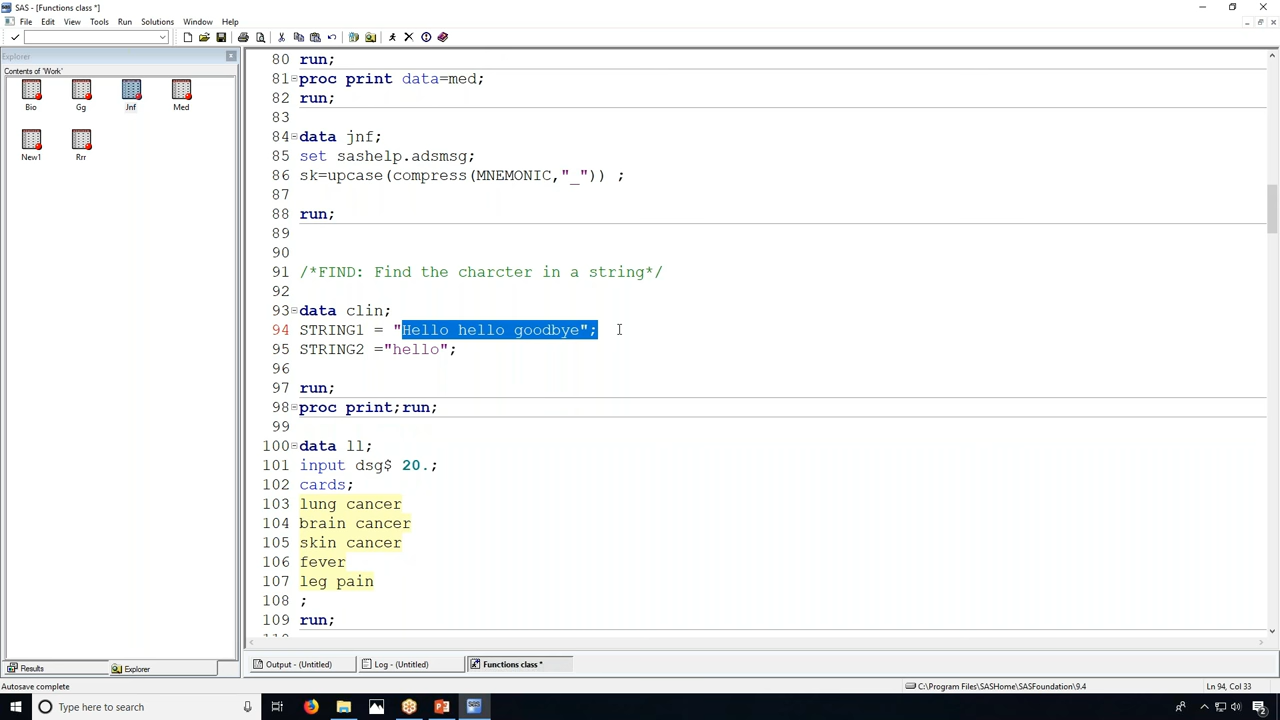 SAS - [Functions class *]
File Edit View Tools Run Solutions Window Help
Explorer
Contents of 'Work'
Bio Gg Jnf Med
New1 Rrr
80 run;
81 proc print data=med;
82 run;
83
84 data jnf;
85 set sashelp.adsmsg;
86 sk=upcase(compress(MNEMONIC,"_")) ;
87
88 run;
89
90
91 /*FIND: Find the charcter in a string*/
92
93 data clin;
94 STRING1 = "Hello hello goodbye";
95 STRING2 ="hello";
96
97 run;
98 proc print;run;
99
100 data ll;
101 input dsg$ 20.;
102 cards;
103 lung cancer
104 brain cancer
105 skin cancer
106 fever
107 leg pain
108 ;
109 run;
Results Explorer
Output - (Untitled) Log - (Untitled) Functions class *
Autosave complete
C:\Program Files\SASHome\SASFoundation\9.4
Ln 94, Col 33
Type here to search